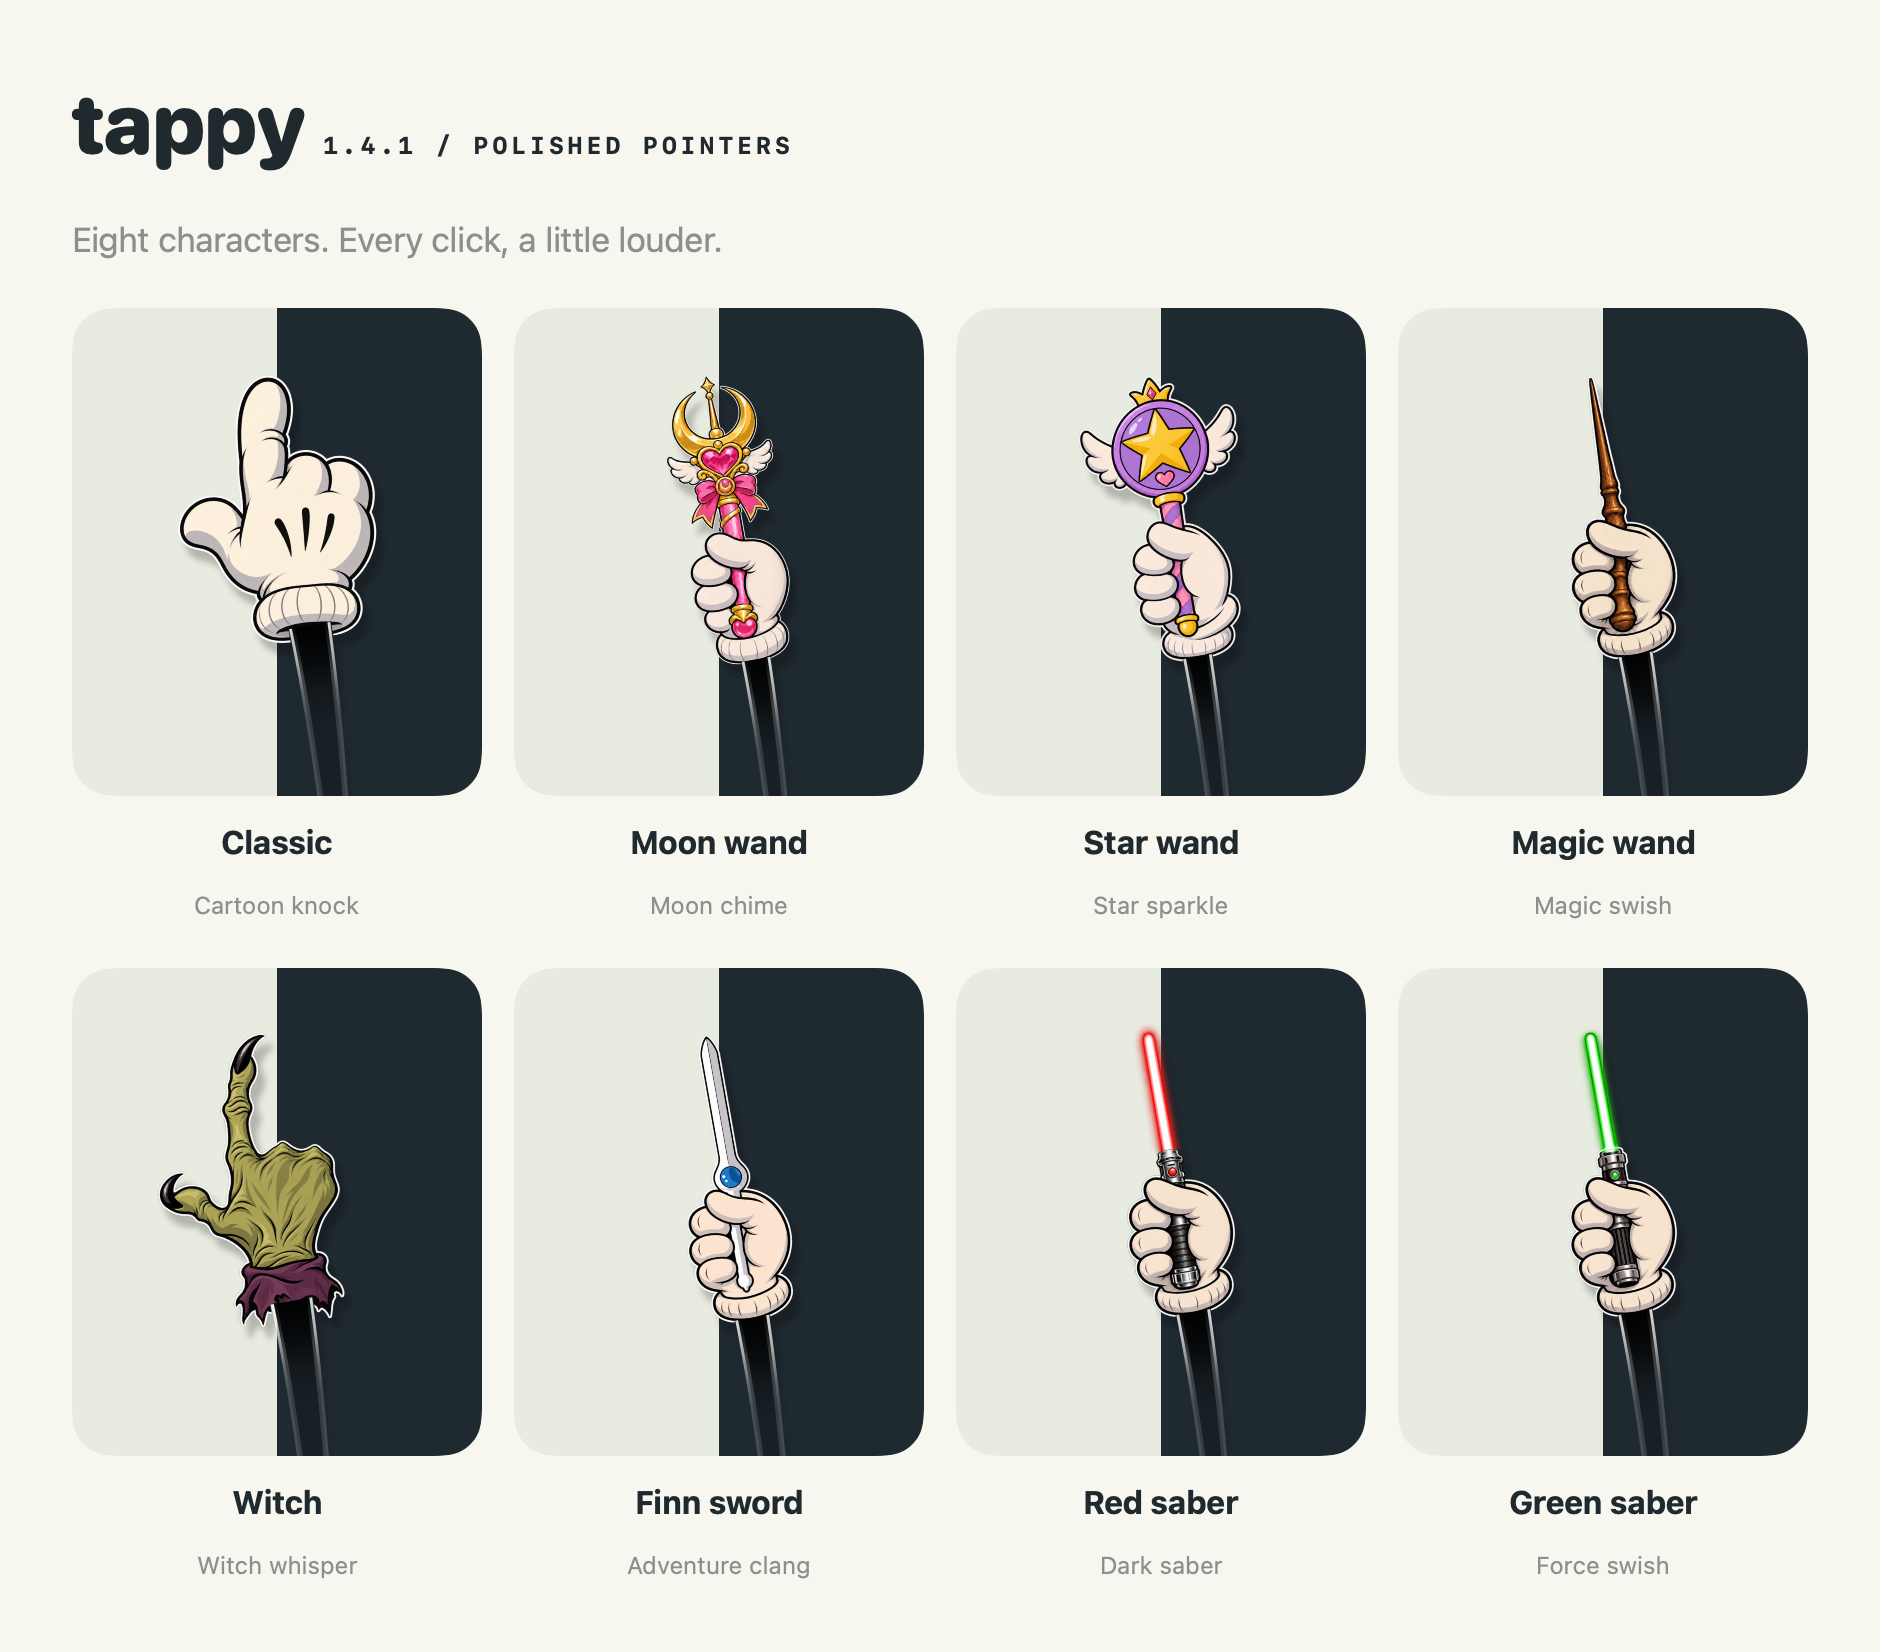 tappy 1.4.1 / POLISHED POINTERS
Eight characters. Every click, a little louder.
Classic
Cartoon knock
Moon wand
Moon chime
Star wand
Star sparkle
Magic wand
Magic swish
Witch
Witch whisper
Finn sword
Adventure clang
Red saber
Dark saber
Green saber
Force swish